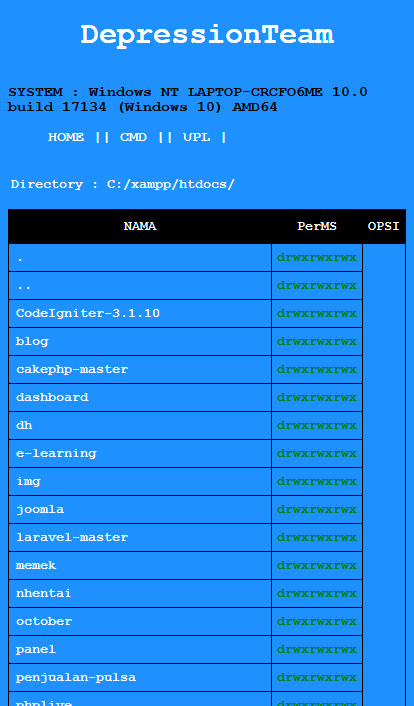 DepressionTeam
SYSTEM : Windows NT LAPTOP-CRCFO6ME 10.0
build 17134 (Windows 10) AMD64
HOME || CMD || UPL |
Directory : C:/xampp/htdocs/
NAMA PerMS OPSI
. drwxrwxrwx
.. drwxrwxrwx
CodeIgniter-3.1.10 drwxrwxrwx
blog drwxrwxrwx
cakephp-master drwxrwxrwx
dashboard drwxrwxrwx
dh drwxrwxrwx
e-learning drwxrwxrwx
img drwxrwxrwx
joomla drwxrwxrwx
laravel-master drwxrwxrwx
memek drwxrwxrwx
nhentai drwxrwxrwx
october drwxrwxrwx
panel drwxrwxrwx
penjualan-pulsa drwxrwxrwx
phplive drwxrwxrwx